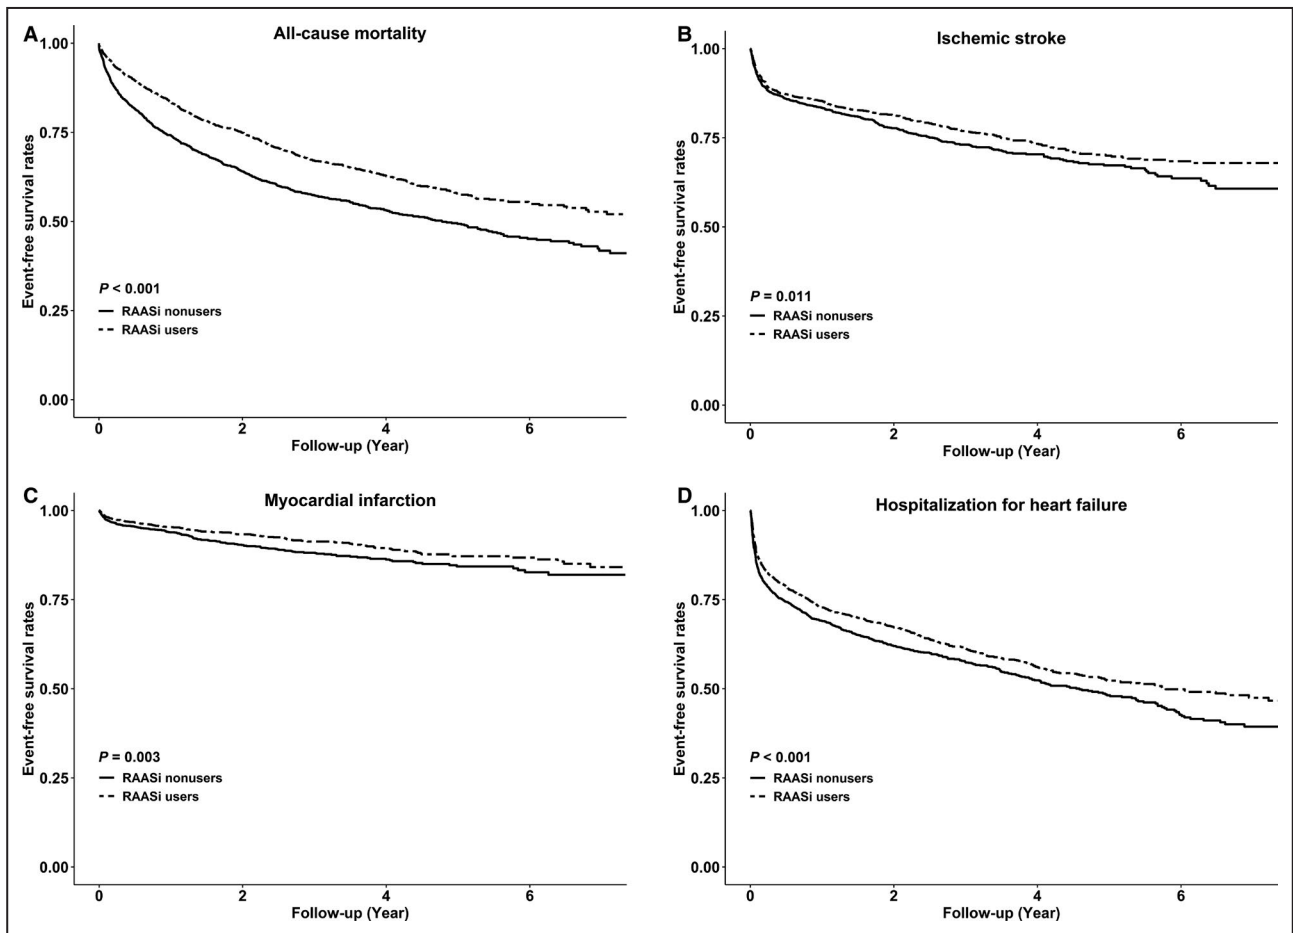 A
All-cause mortality
Event-free survival rates
1.00
0.75
0.50
0.25
0.00
P < 0.001
RAASi nonusers
RAASi users
0 2 4 6
Follow-up (Year)
B
Ischemic stroke
Event-free survival rates
1.00
0.75
0.50
0.25
0.00
P = 0.011
RAASi nonusers
RAASi users
0 2 4 6
Follow-up (Year)
C
Myocardial infarction
Event-free survival rates
1.00
0.75
0.50
0.25
0.00
P = 0.003
RAASi nonusers
RAASi users
0 2 4 6
Follow-up (Year)
D
Hospitalization for heart failure
Event-free survival rates
1.00
0.75
0.50
0.25
0.00
P < 0.001
RAASi nonusers
RAASi users
0 2 4 6
Follow-up (Year)